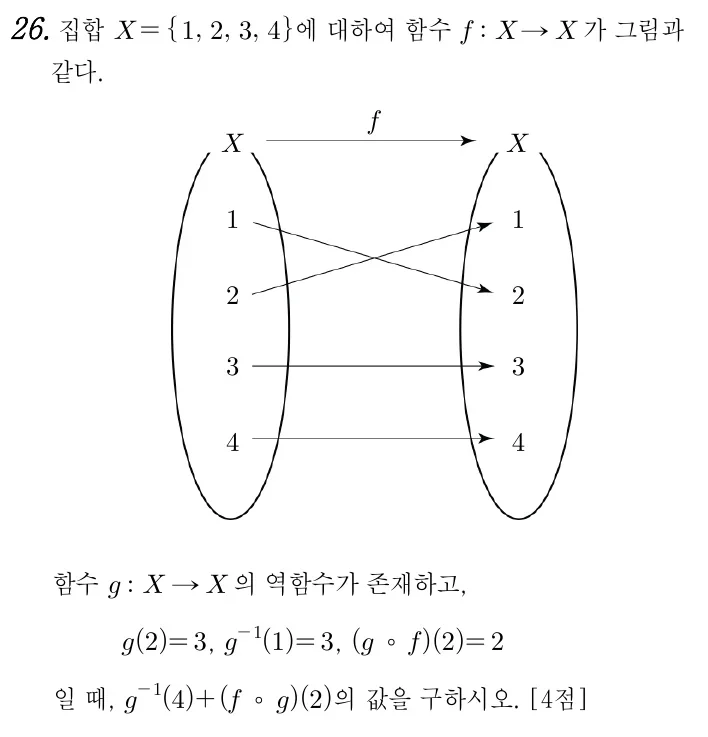 26. 집합 X={1, 2, 3, 4}에 대하여 함수 f : X→X가 그림과
같다.
f
X X
1 1
2 2
3 3
4 4
함수 g : X→X의 역함수가 존재하고,
g(2)=3, g⁻¹(1)=3, (g∘f)(2)=2
일 때, g⁻¹(4)+(f∘g)(2)의 값을 구하시오. [4점]